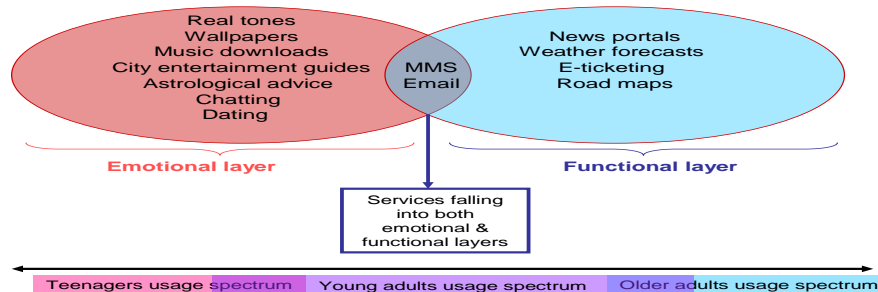 Real tones
Wallpapers
Music downloads
City entertainment guides
Astrological advice
Chatting
Dating
MMS
Email
News portals
Weather forecasts
E-ticketing
Road maps
Emotional layer
Functional layer
Services falling
into both
emotional &
functional layers
Teenagers usage spectrum
Young adults usage spectrum
Older adults usage spectrum